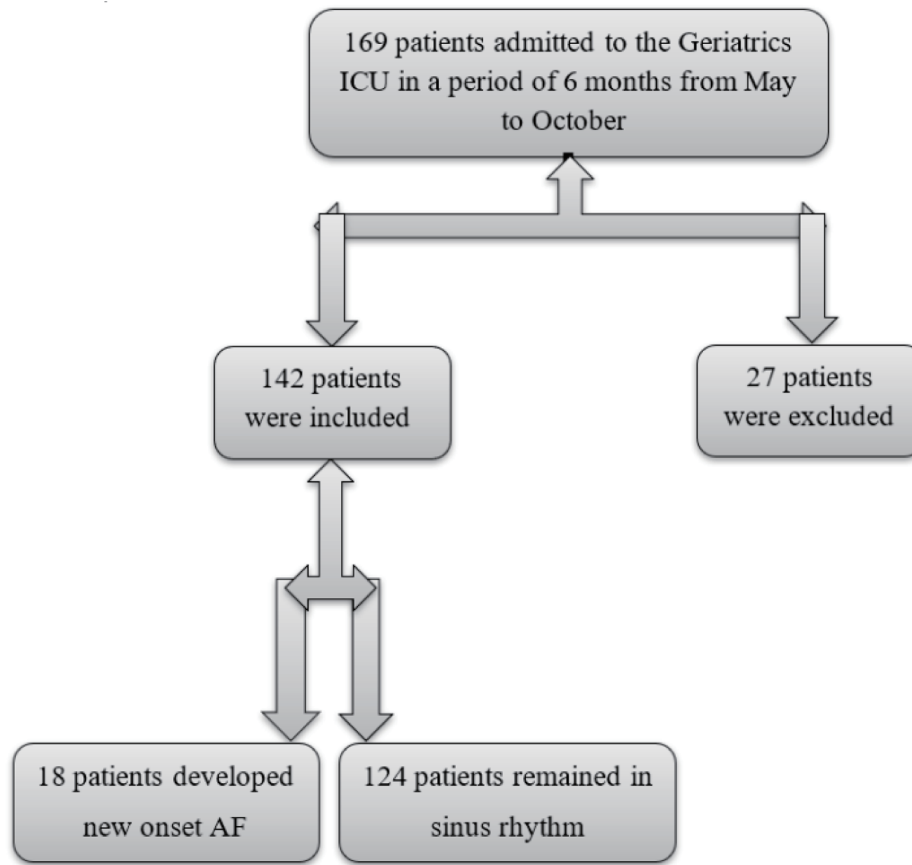 169 patients admitted to the Geriatrics
ICU in a period of 6 months from May
to October
142 patients
were included
27 patients
were excluded
18 patients developed
new onset AF
124 patients remained in
sinus rhythm